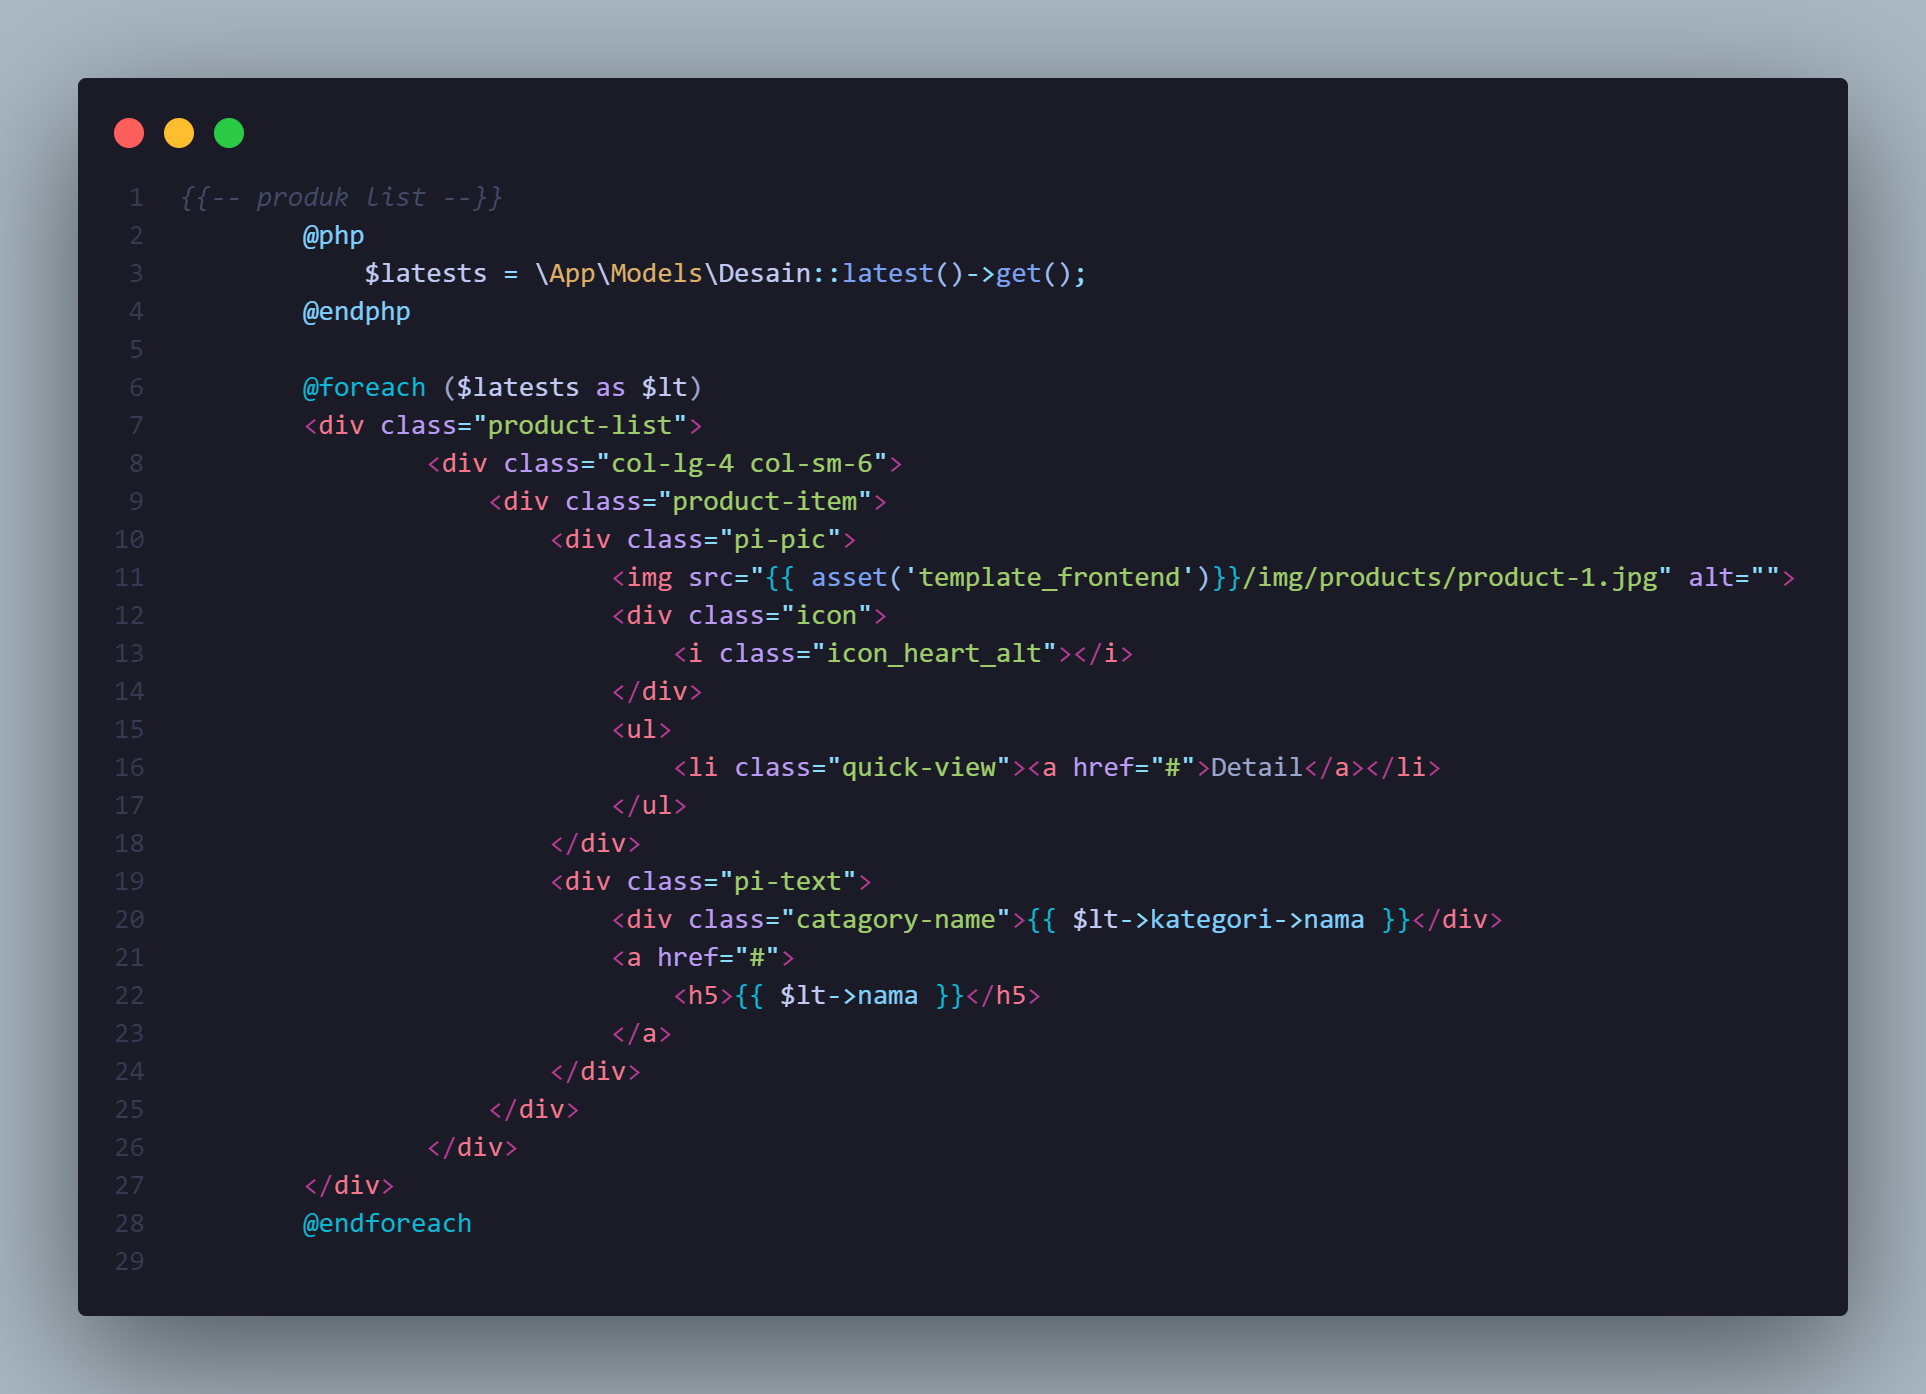 1 {{-- produk list --}}
2         @php
3             $latests = \App\Models\Desain::latest()->get();
4         @endphp
5
6         @foreach ($latests as $lt)
7         <div class="product-list">
8                 <div class="col-lg-4 col-sm-6">
9                     <div class="product-item">
10                         <div class="pi-pic">
11                             <img src="{{ asset('template_frontend')}}/img/products/product-1.jpg" alt="">
12                             <div class="icon">
13                                 <i class="icon_heart_alt"></i>
14                             </div>
15                             <ul>
16                                 <li class="quick-view"><a href="#">Detail</a></li>
17                             </ul>
18                         </div>
19                         <div class="pi-text">
20                             <div class="catagory-name">{{ $lt->kategori->nama }}</div>
21                             <a href="#">
22                                 <h5>{{ $lt->nama }}</h5>
23                             </a>
24                         </div>
25                     </div>
26                 </div>
27         </div>
28         @endforeach
29